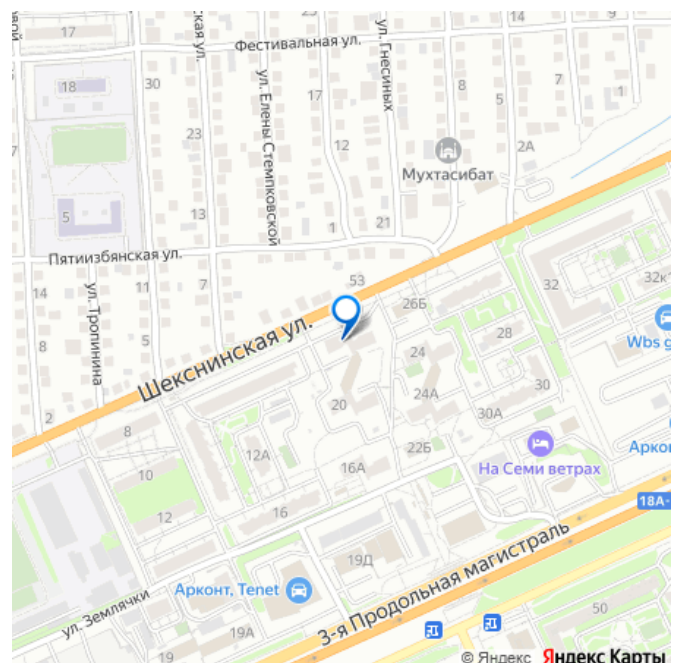 17
14
9
Фестивальная ул.
ул. Гнесиных
18
30
17
8
5
7
1
ул. Елены Стемпковской
23
12
2А
Мухтасибат
5
13
1
21
Пятиизбянская ул.
53
14
11
7
26Б
32
32к
ул. Тропинина
5
8
Шекснинская ул.
24
28
Wbs g
24А
30
20
30А
2
8
12А
22Б
На Семи ветрах
Аркон
10
16А
12
16
18А-
19Д
3-я Продольная магистраль
Арконт, Tenet
ул. Землячки
19А
19
50
© Яндекс Яндекс Карты